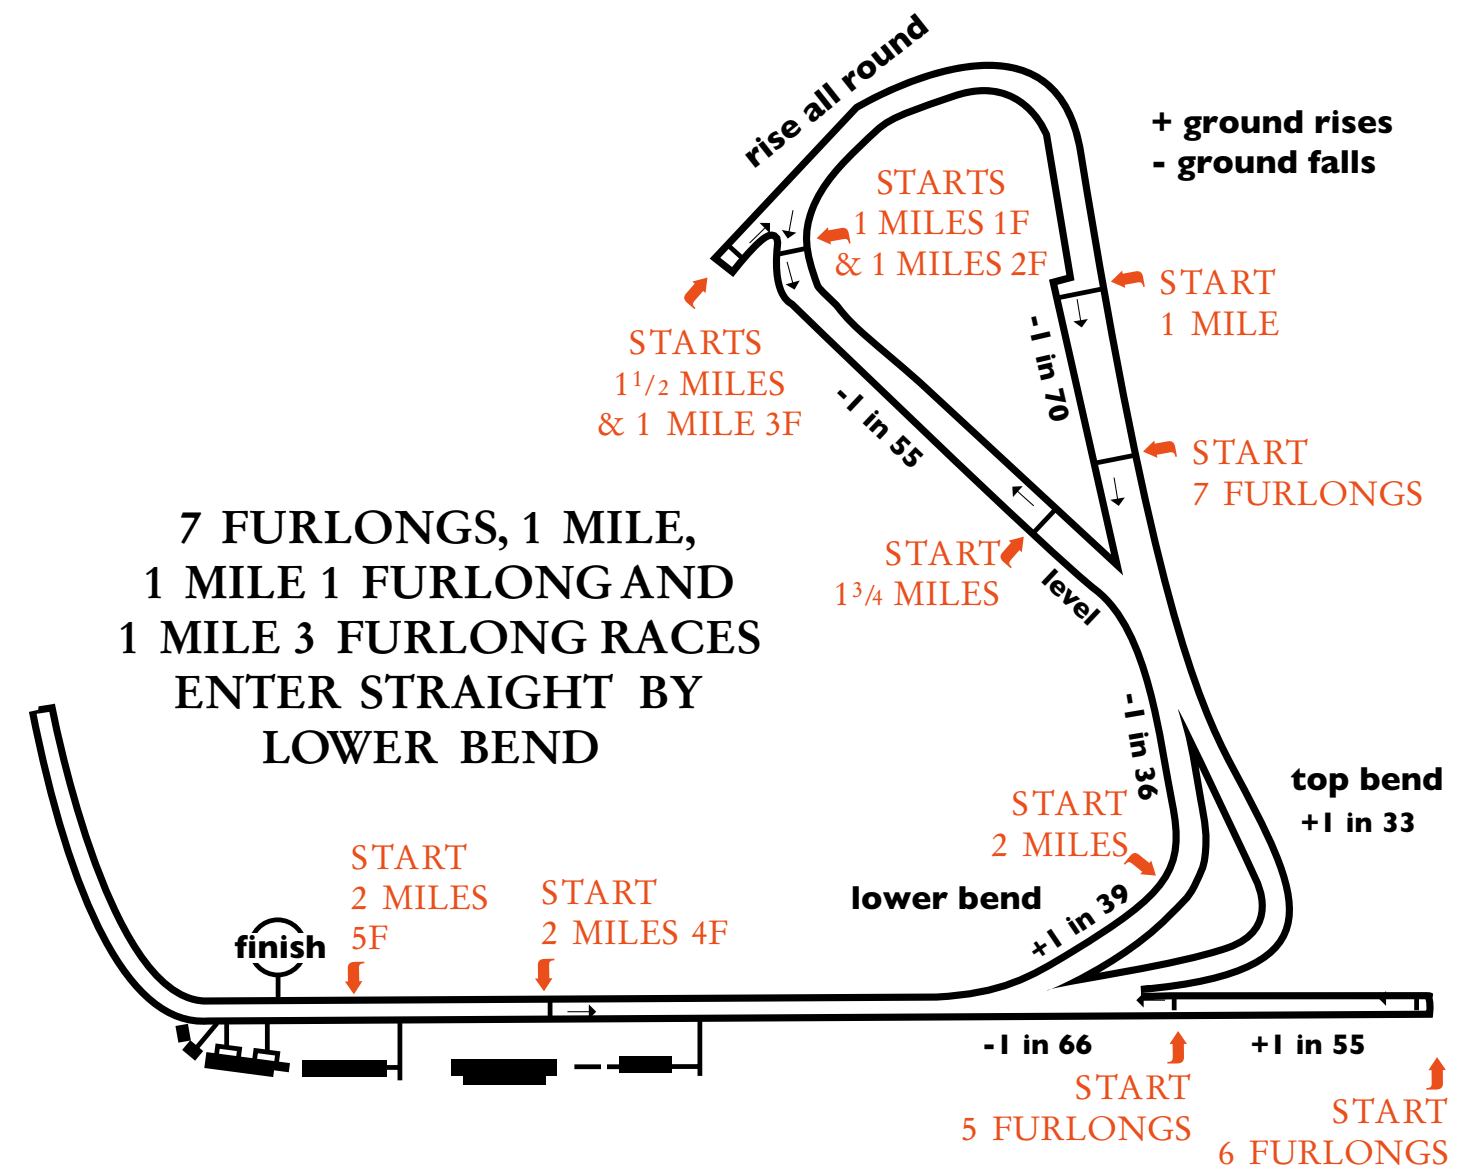 rise all round
+ ground rises
- ground falls
STARTS
1 MILES 1F
& 1 MILES 2F
START
1 MILE
STARTS
1 1/2 MILES
& 1 MILE 3F
-1 in 70
-1 in 55
START
7 FURLONGS
START
1 3/4 MILES
level
7 FURLONGS, 1 MILE,
1 MILE 1 FURLONG AND
1 MILE 3 FURLONG RACES
ENTER STRAIGHT BY
LOWER BEND
-1 in 36
top bend
+1 in 33
START
2 MILES
lower bend
+1 in 39
START
2 MILES
5F
START
2 MILES 4F
finish
-1 in 66
+1 in 55
START
5 FURLONGS
START
6 FURLONGS